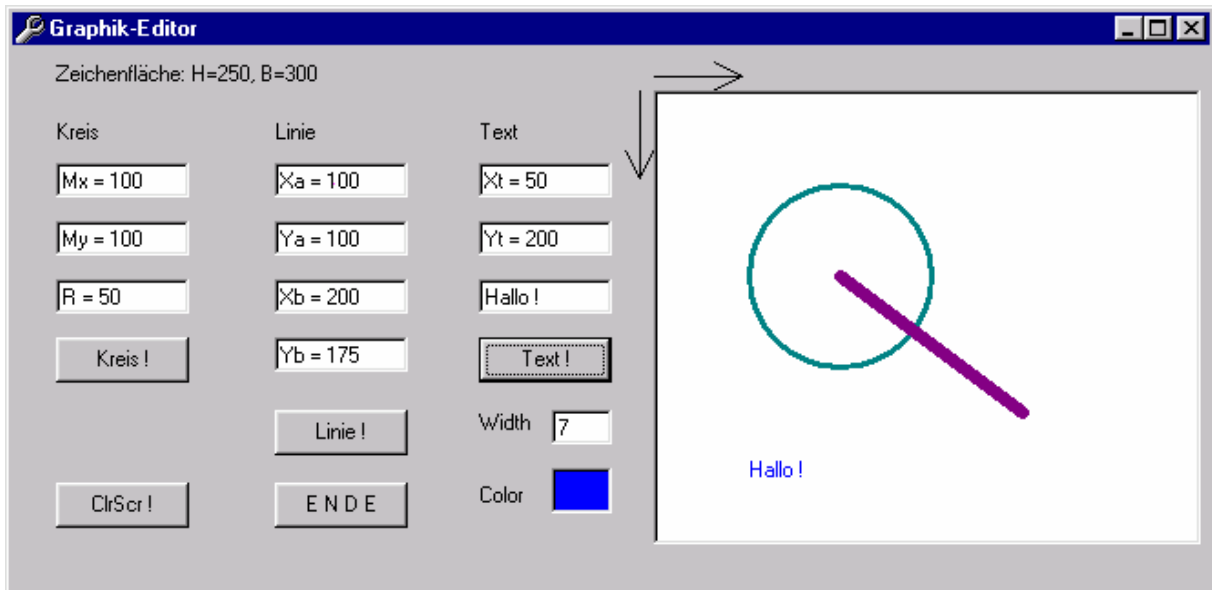 Graphik-Editor
Zeichenfläche: H=250, B=300
Kreis Linie Text
Mx = 100 Xa = 100 Xt = 50
My = 100 Ya = 100 Yt = 200
R = 50 Xb = 200 Hallo !
Kreis ! Yb = 175 Text !
Linie ! Width 7
Hallo !
ClrScr ! E N D E Color